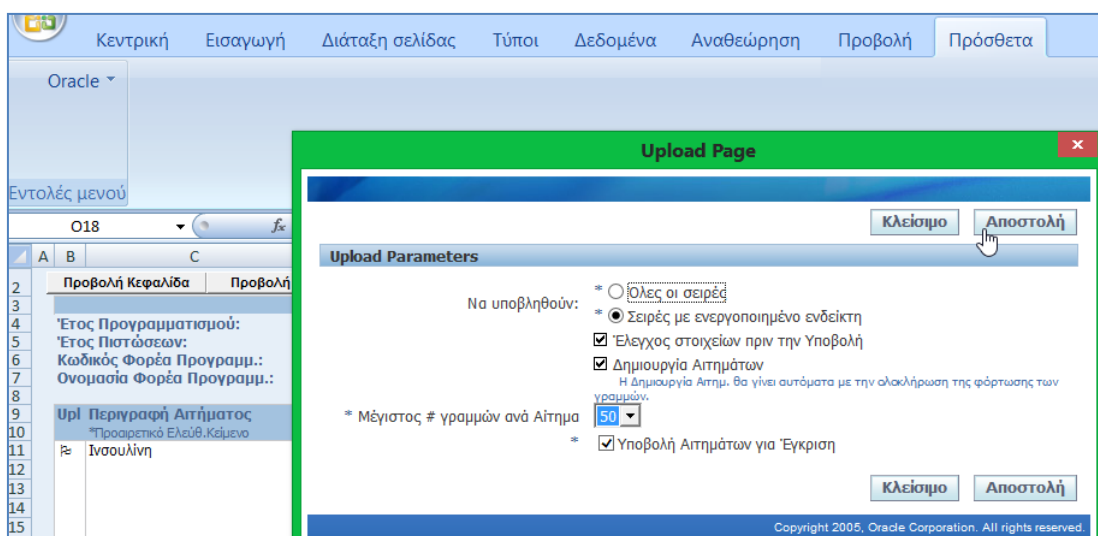 Κεντρική Εισαγωγή Διάταξη σελίδας Τύποι Δεδομένα Αναθεώρηση Προβολή Πρόσθετα
Oracle
Εντολές μενού
O18 fx
A B C
Upload Page
x
Κλείσιμο Αποστολή
Upload Parameters
Να υποβληθούν:
* Όλες οι σειρές
* Σειρές με ενεργοποιημένο ενδείκτη
Έλεγχος στοιχείων πριν την Υποβολή
Δημιουργία Αιτημάτων
Η Δημιουργία Αιτημ. θα γίνει αυτόματα με την ολοκλήρωση της φόρτωσης των
γραμμών.
* Μέγιστος # γραμμών ανά Αίτημα 50
* Υποβολή Αιτημάτων για Έγκριση
Κλείσιμο Αποστολή
Copyright 2005, Oracle Corporation. All rights reserved.
2 Προβολή Κεφαλίδα Προβολή
3
4 Έτος Προγραμματισμού:
5 Έτος Πιστώσεων:
6 Κωδικός Φορέα Προγραμμ.:
7 Ονομασία Φορέα Προγραμμ.:
8
9 Upl Περιγραφή Αιτήματος
10 *Προαιρετικό Ελεύθ.Κείμενο
11 Ινσουλίνη
12
13
14
15